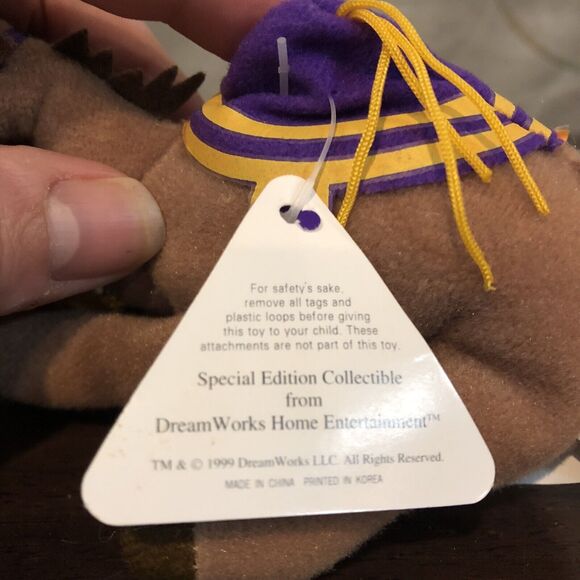 For safety's sake,
remove all tags and
plastic loops before giving
this toy to your child. These
attachments are not part of this toy.
Special Edition Collectible
from
DreamWorks Home Entertainment™
TM & © 1999 DreamWorks LLC. All Rights Reserved.
MADE IN CHINA PRINTED IN KOREA